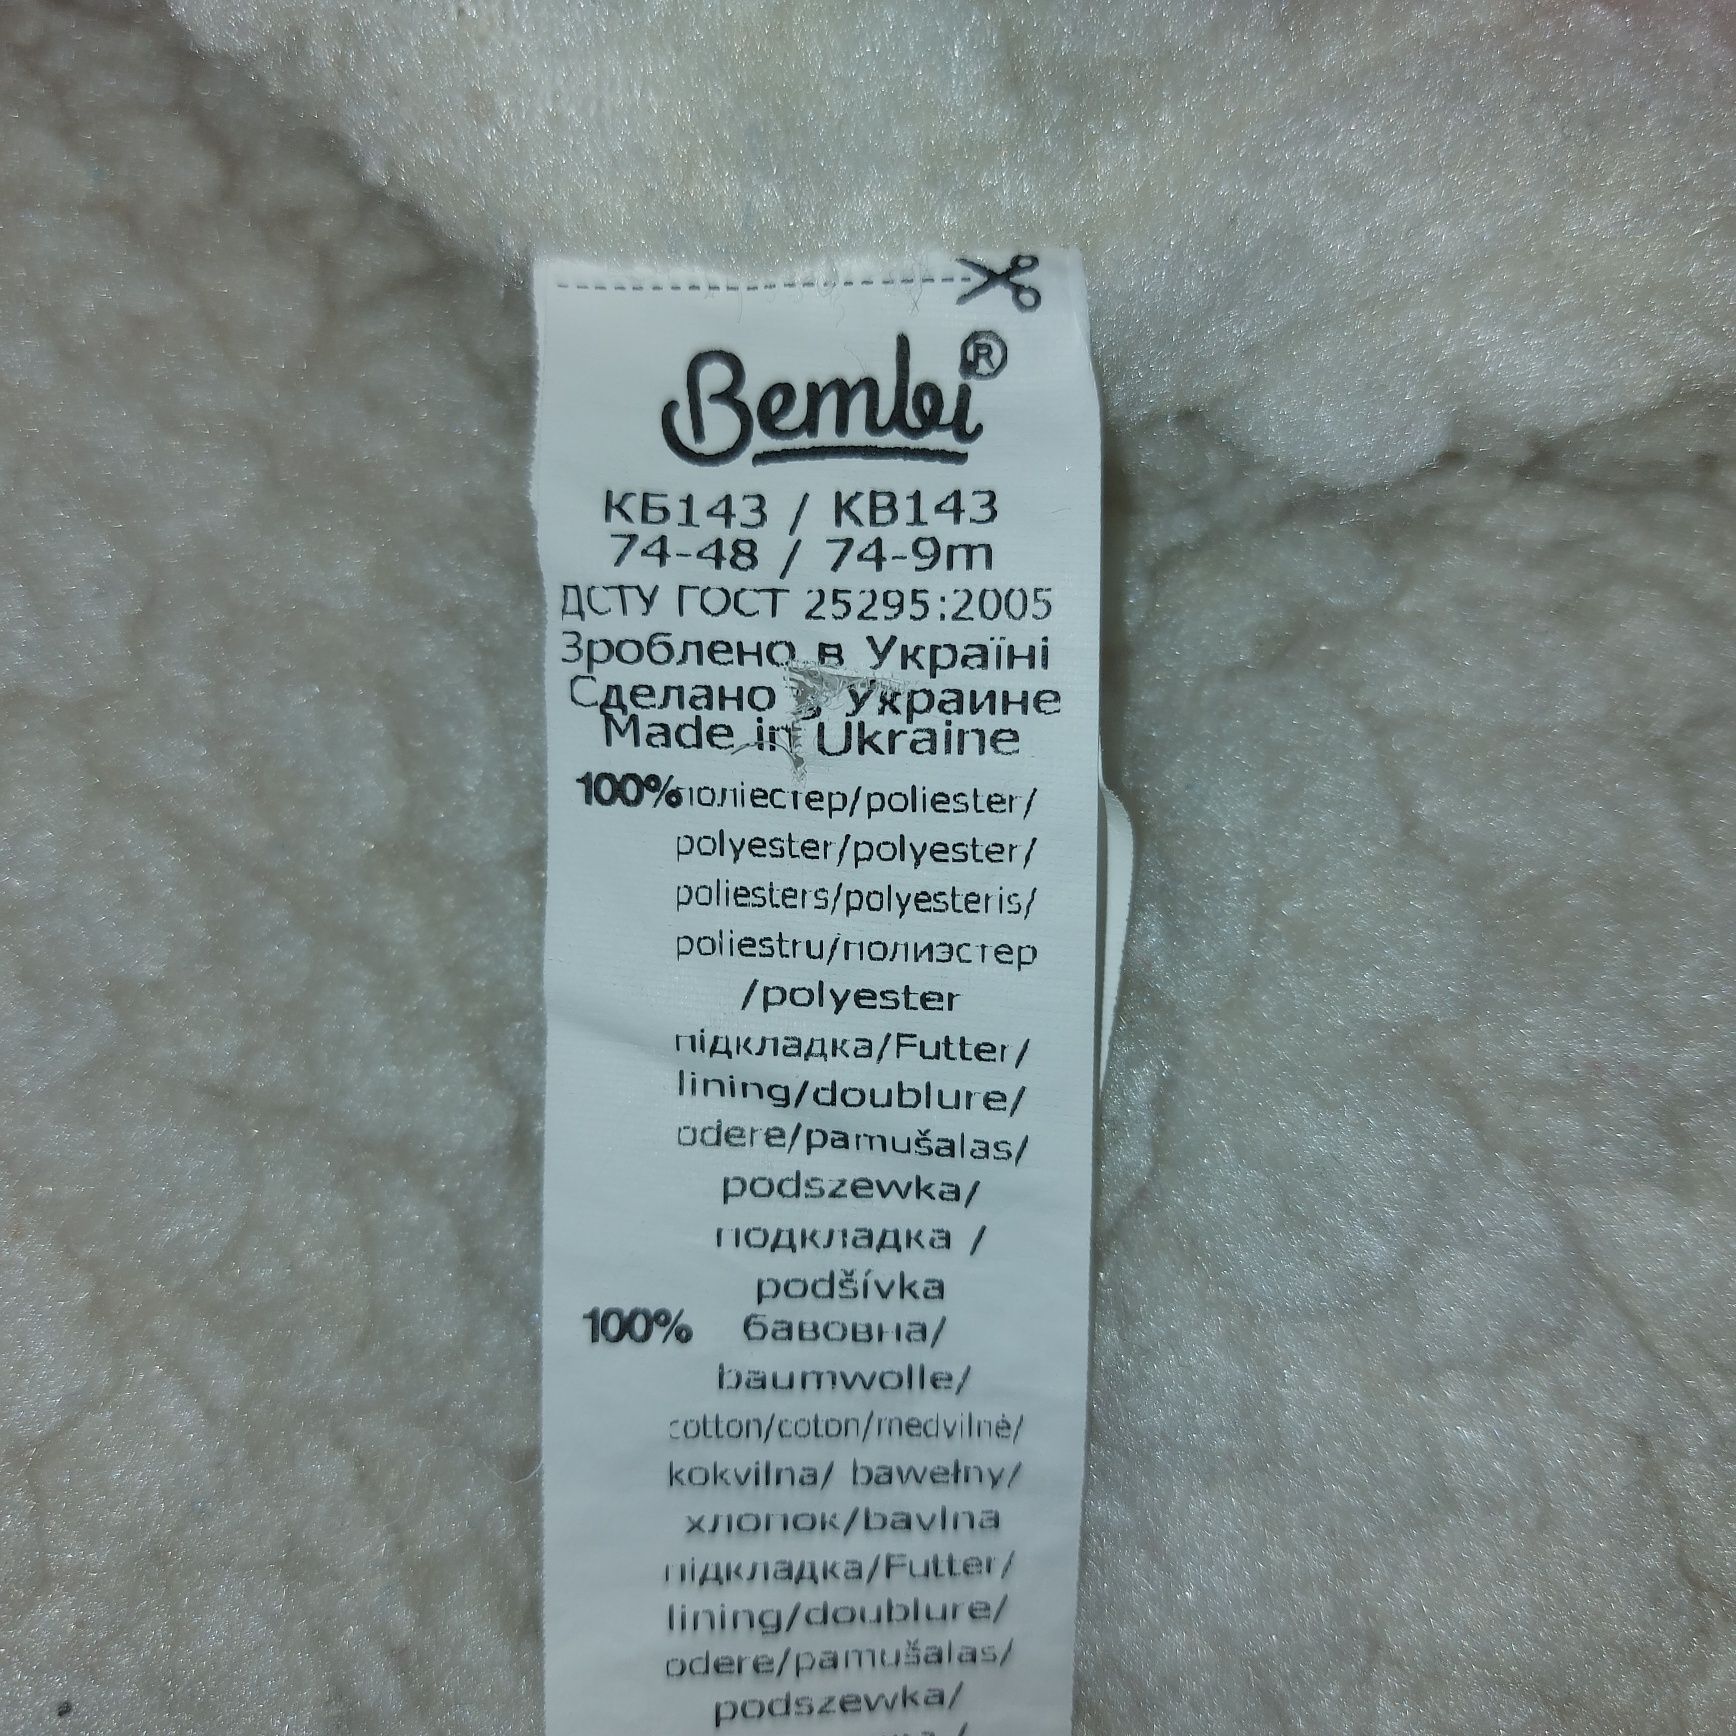 Bembi®
КБ143 / KB143
74-48 / 74-9m
ДСТУ ГОСТ 25295:2005
Зроблено в Україні
Сделано Украине
Made in Ukraine
100% поліестер/poliester/
polyester/polyester/
poliesters/polyesteris/
poliestru/полиэстер
/polyester
підкладка/Futter/
lining/doublure/
odere/pamušalas/
podszewka/
подкладка /
podšívka
100% бавовна/
baumwolle/
cotton/coton/medvilnė/
kokvilna/ bawełny/
хлопок/bavlna
підкладка/Futter/
lining/doublure/
odere/pamušalas/
podszewka/